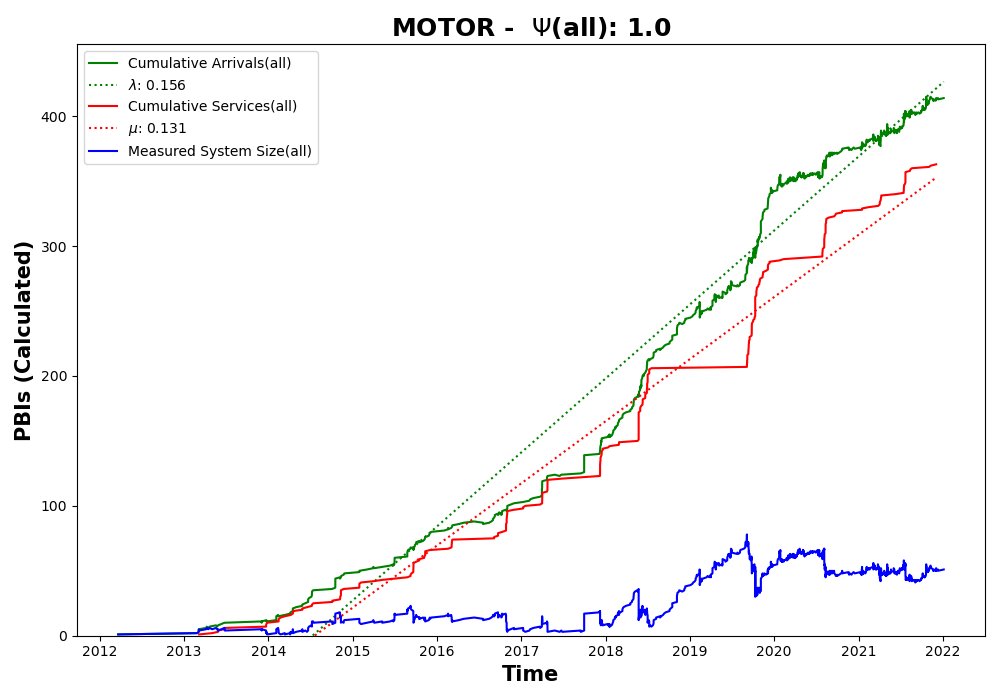 MOTOR - Ψ(all): 1.0
Cumulative Arrivals(all)
λ: 0.156
Cumulative Services(all)
μ: 0.131
Measured System Size(all)
PBIs (Calculated)
400
300
200
100
0
2012 2013 2014 2015 2016 2017 2018 2019 2020 2021 2022
Time